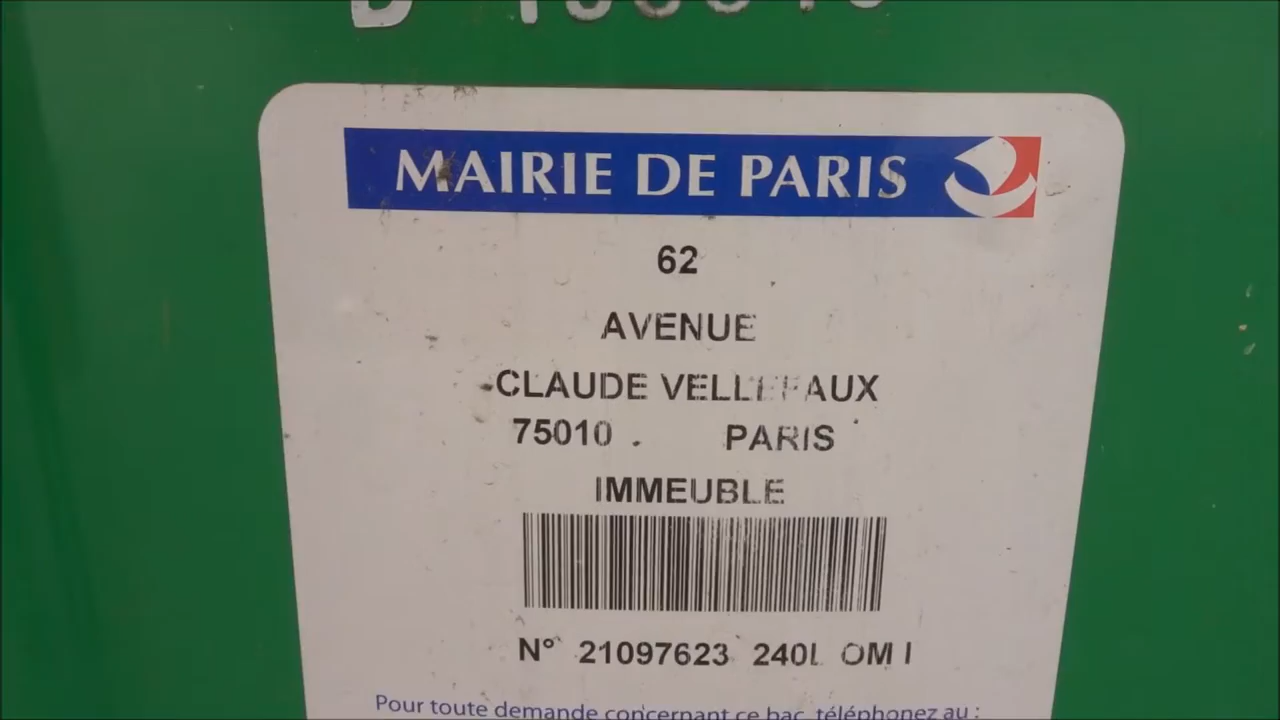 MAIRIE DE PARIS
62
AVENUE
CLAUDE VELLEFAUX
75010 . PARIS
IMMEUBLE
N° 21097623 240L OM I
Pour toute demande concernant ce bac, téléphonez au :